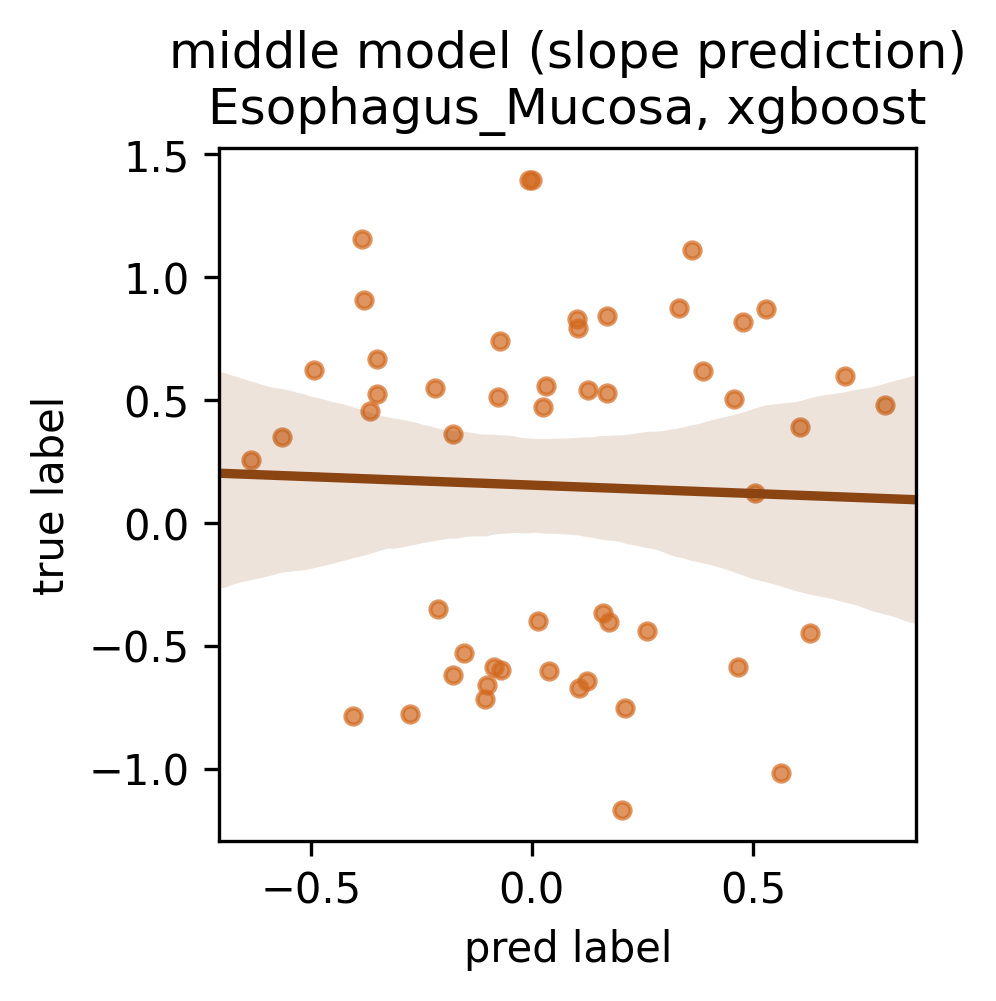 middle model (slope prediction)
Esophagus_Mucosa, xgboost
1.5
1.0
0.5
0.0
−0.5
−1.0
true label
−0.5 0.0 0.5
pred label